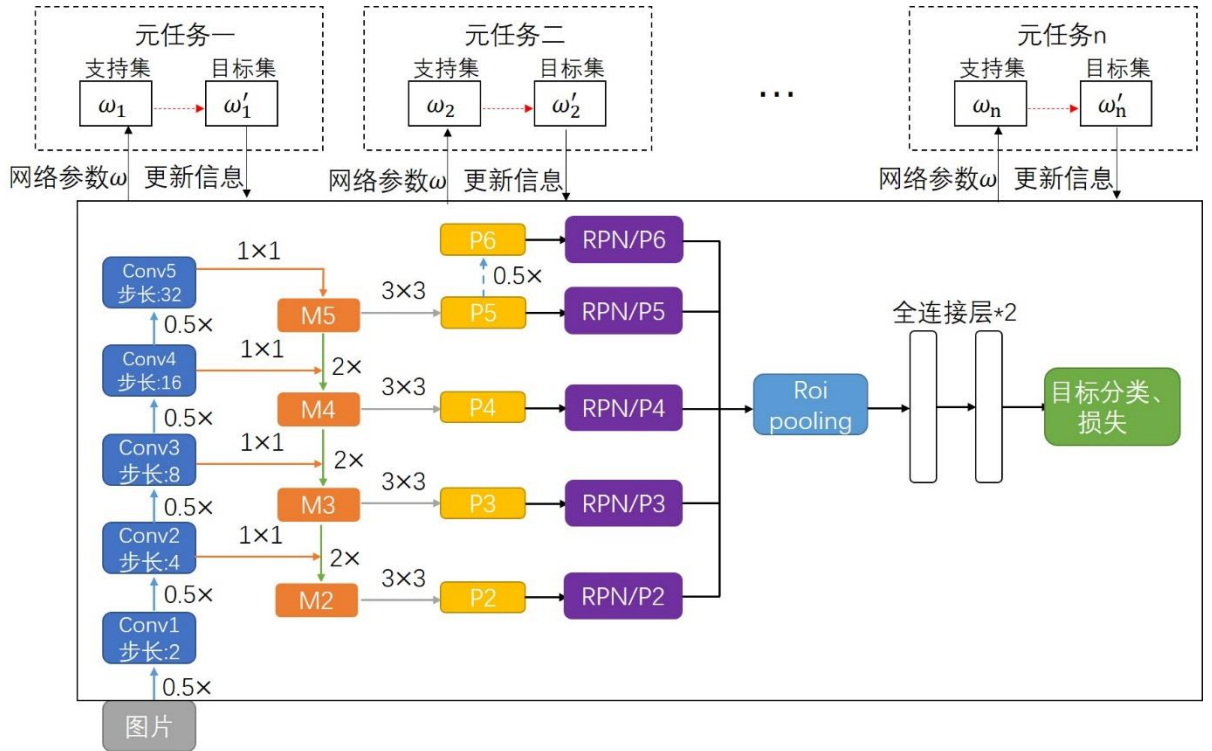 元任务一
支持集 目标集
ω₁ ω₁′
元任务二
支持集 目标集
ω₂ ω₂′
…
元任务n
支持集 目标集
ωₙ ωₙ′
网络参数ω 更新信息
网络参数ω 更新信息
网络参数ω 更新信息
Conv5
步长:32
0.5×
Conv4
步长:16
0.5×
Conv3
步长:8
0.5×
Conv2
步长:4
0.5×
Conv1
步长:2
0.5×
图片
1×1
1×1
1×1
1×1
M5
2×
M4
2×
M3
2×
M2
3×3
3×3
3×3
3×3
P6
0.5×
P5
P4
P3
P2
RPN/P6
RPN/P5
RPN/P4
RPN/P3
RPN/P2
Roi
pooling
全连接层*2
目标分类、
损失